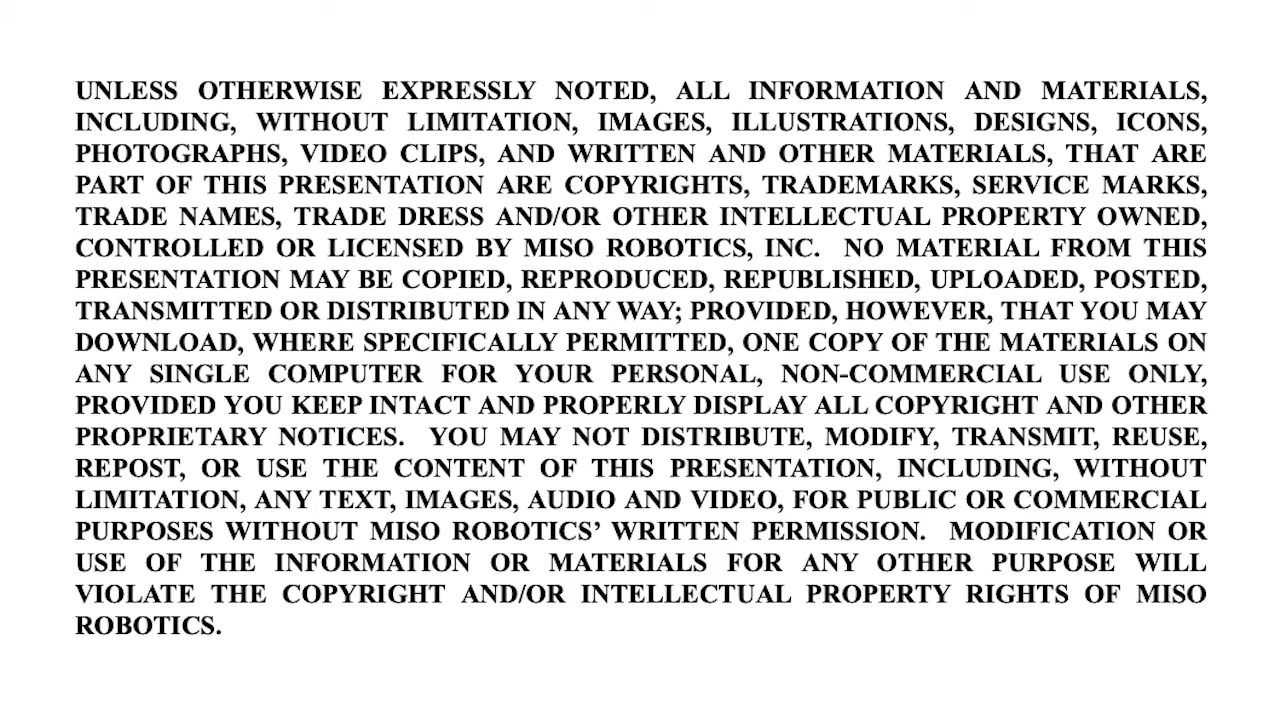 UNLESS OTHERWISE EXPRESSLY NOTED, ALL INFORMATION AND MATERIALS,
INCLUDING, WITHOUT LIMITATION, IMAGES, ILLUSTRATIONS, DESIGNS, ICONS,
PHOTOGRAPHS, VIDEO CLIPS, AND WRITTEN AND OTHER MATERIALS, THAT ARE
PART OF THIS PRESENTATION ARE COPYRIGHTS, TRADEMARKS, SERVICE MARKS,
TRADE NAMES, TRADE DRESS AND/OR OTHER INTELLECTUAL PROPERTY OWNED,
CONTROLLED OR LICENSED BY MISO ROBOTICS, INC.  NO MATERIAL FROM THIS
PRESENTATION MAY BE COPIED, REPRODUCED, REPUBLISHED, UPLOADED, POSTED,
TRANSMITTED OR DISTRIBUTED IN ANY WAY; PROVIDED, HOWEVER, THAT YOU MAY
DOWNLOAD, WHERE SPECIFICALLY PERMITTED, ONE COPY OF THE MATERIALS ON
ANY SINGLE COMPUTER FOR YOUR PERSONAL, NON-COMMERCIAL USE ONLY,
PROVIDED YOU KEEP INTACT AND PROPERLY DISPLAY ALL COPYRIGHT AND OTHER
PROPRIETARY NOTICES.  YOU MAY NOT DISTRIBUTE, MODIFY, TRANSMIT, REUSE,
REPOST, OR USE THE CONTENT OF THIS PRESENTATION, INCLUDING, WITHOUT
LIMITATION, ANY TEXT, IMAGES, AUDIO AND VIDEO, FOR PUBLIC OR COMMERCIAL
PURPOSES WITHOUT MISO ROBOTICS’ WRITTEN PERMISSION.  MODIFICATION OR
USE OF THE INFORMATION OR MATERIALS FOR ANY OTHER PURPOSE WILL
VIOLATE THE COPYRIGHT AND/OR INTELLECTUAL PROPERTY RIGHTS OF MISO
ROBOTICS.